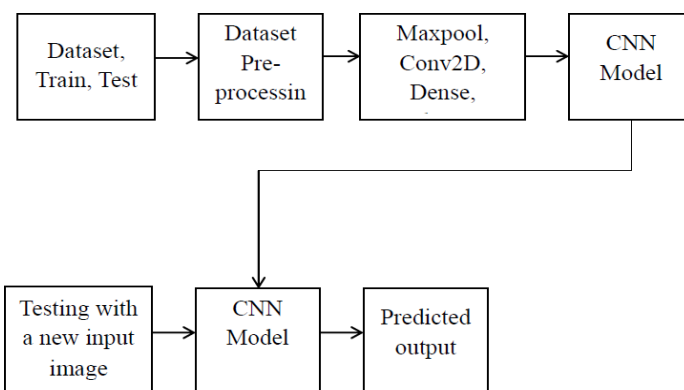 Dataset,
Train, Test
Dataset
Pre-
processin
Maxpool,
Conv2D,
Dense,
CNN
Model
Testing with
a new input
image
CNN
Model
Predicted
output